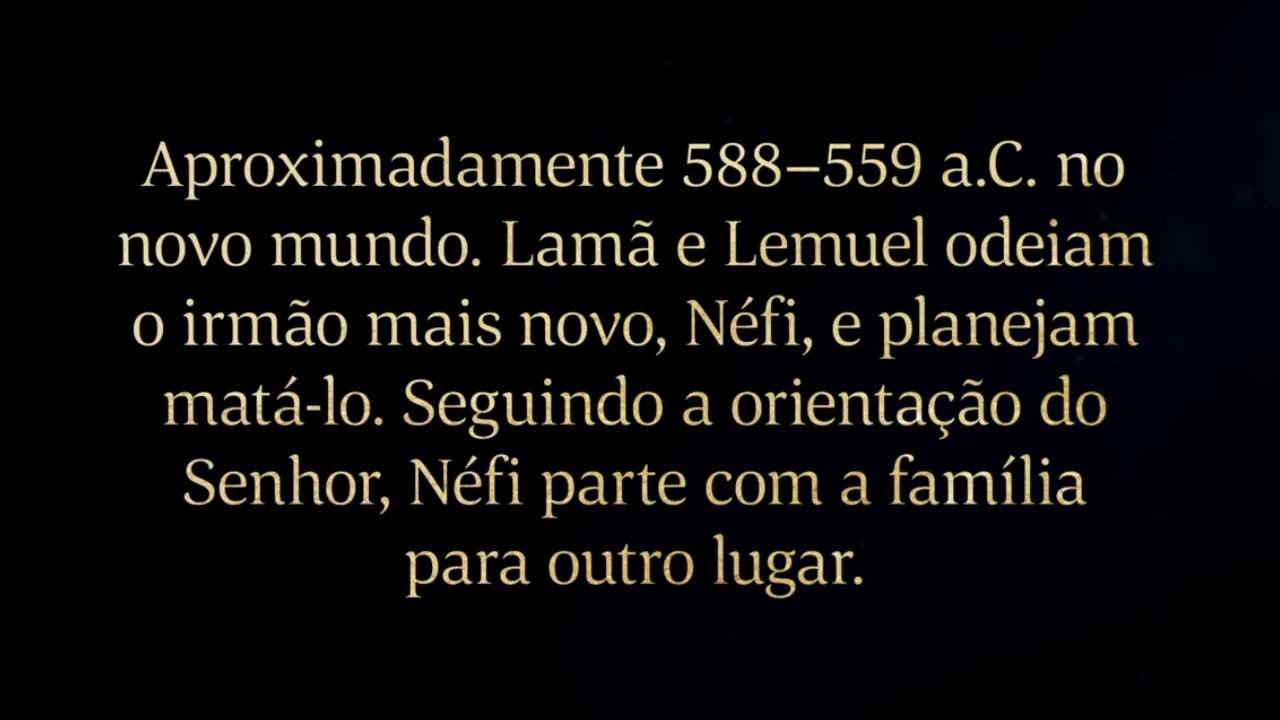 Aproximadamente 588–559 a.C. no
novo mundo. Lamã e Lemuel odeiam
o irmão mais novo, Néfi, e planejam
matá-lo. Seguindo a orientação do
Senhor, Néfi parte com a família
para outro lugar.